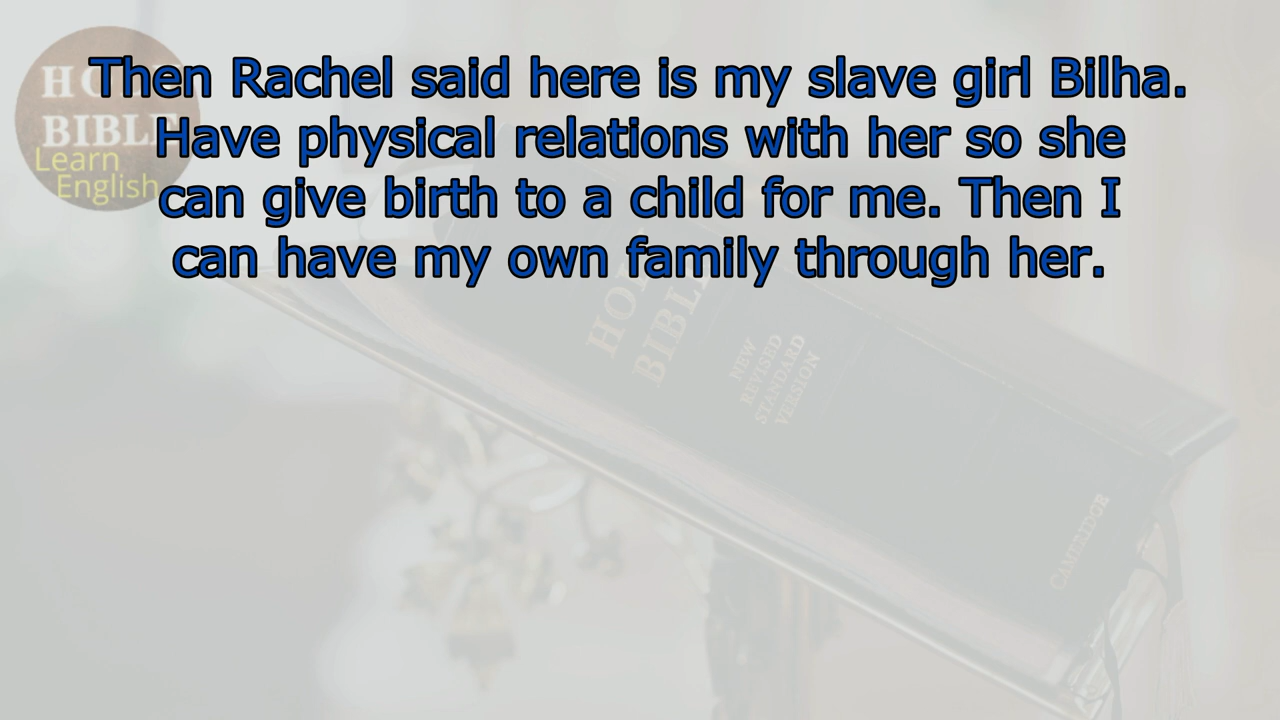 HOLY
BIBLE
Learn
English
Then Rachel said here is my slave girl Bilha.
Have physical relations with her so she
can give birth to a child for me. Then I
can have my own family through her.
HOLY
BIBLE
NEW
REVISED
STANDARD
VERSION
CAMBRIDGE